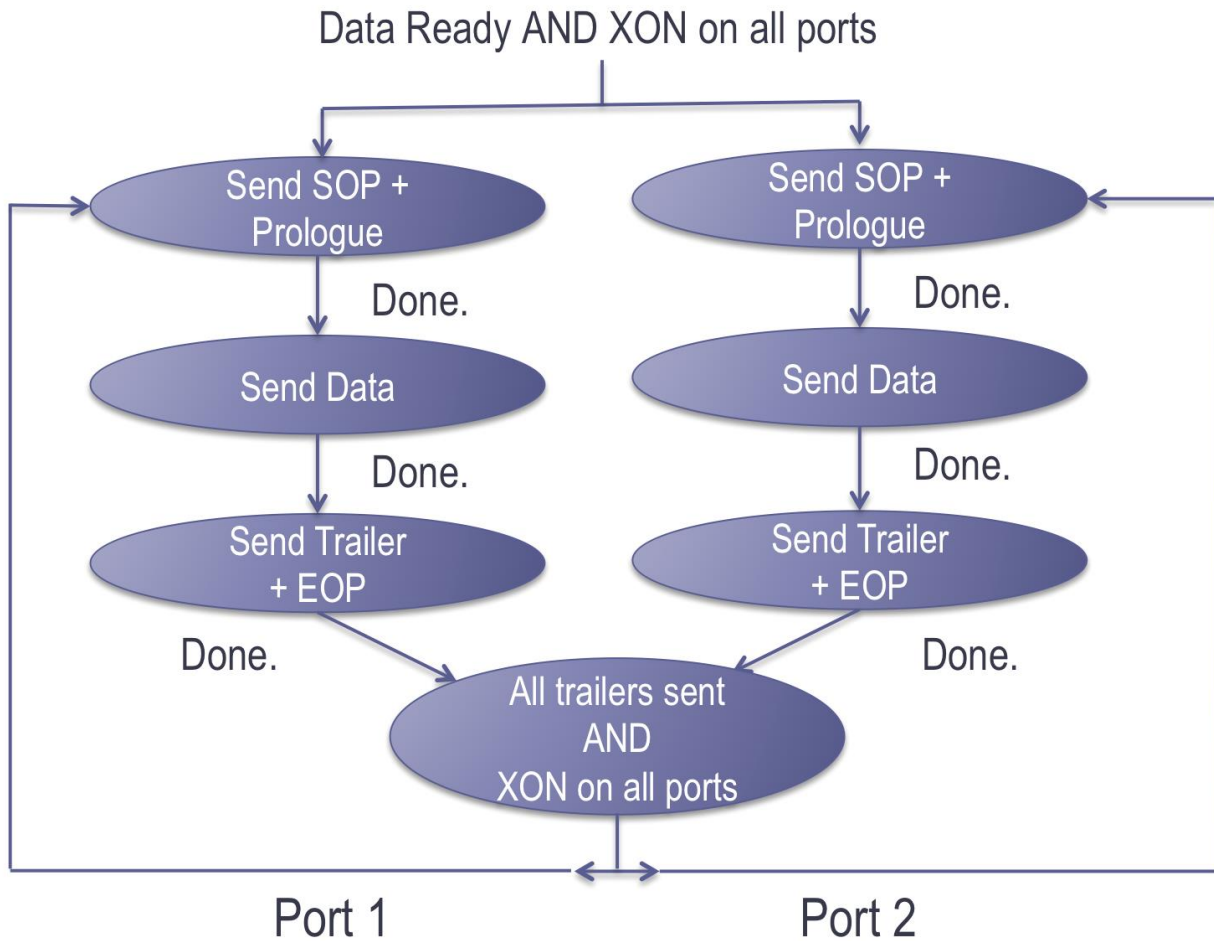 Data Ready AND XON on all ports
Send SOP +
Prologue
Send SOP +
Prologue
Done.
Done.
Send Data
Send Data
Done.
Done.
Send Trailer
+ EOP
Send Trailer
+ EOP
Done.
Done.
All trailers sent
AND
XON on all ports
Port 1
Port 2